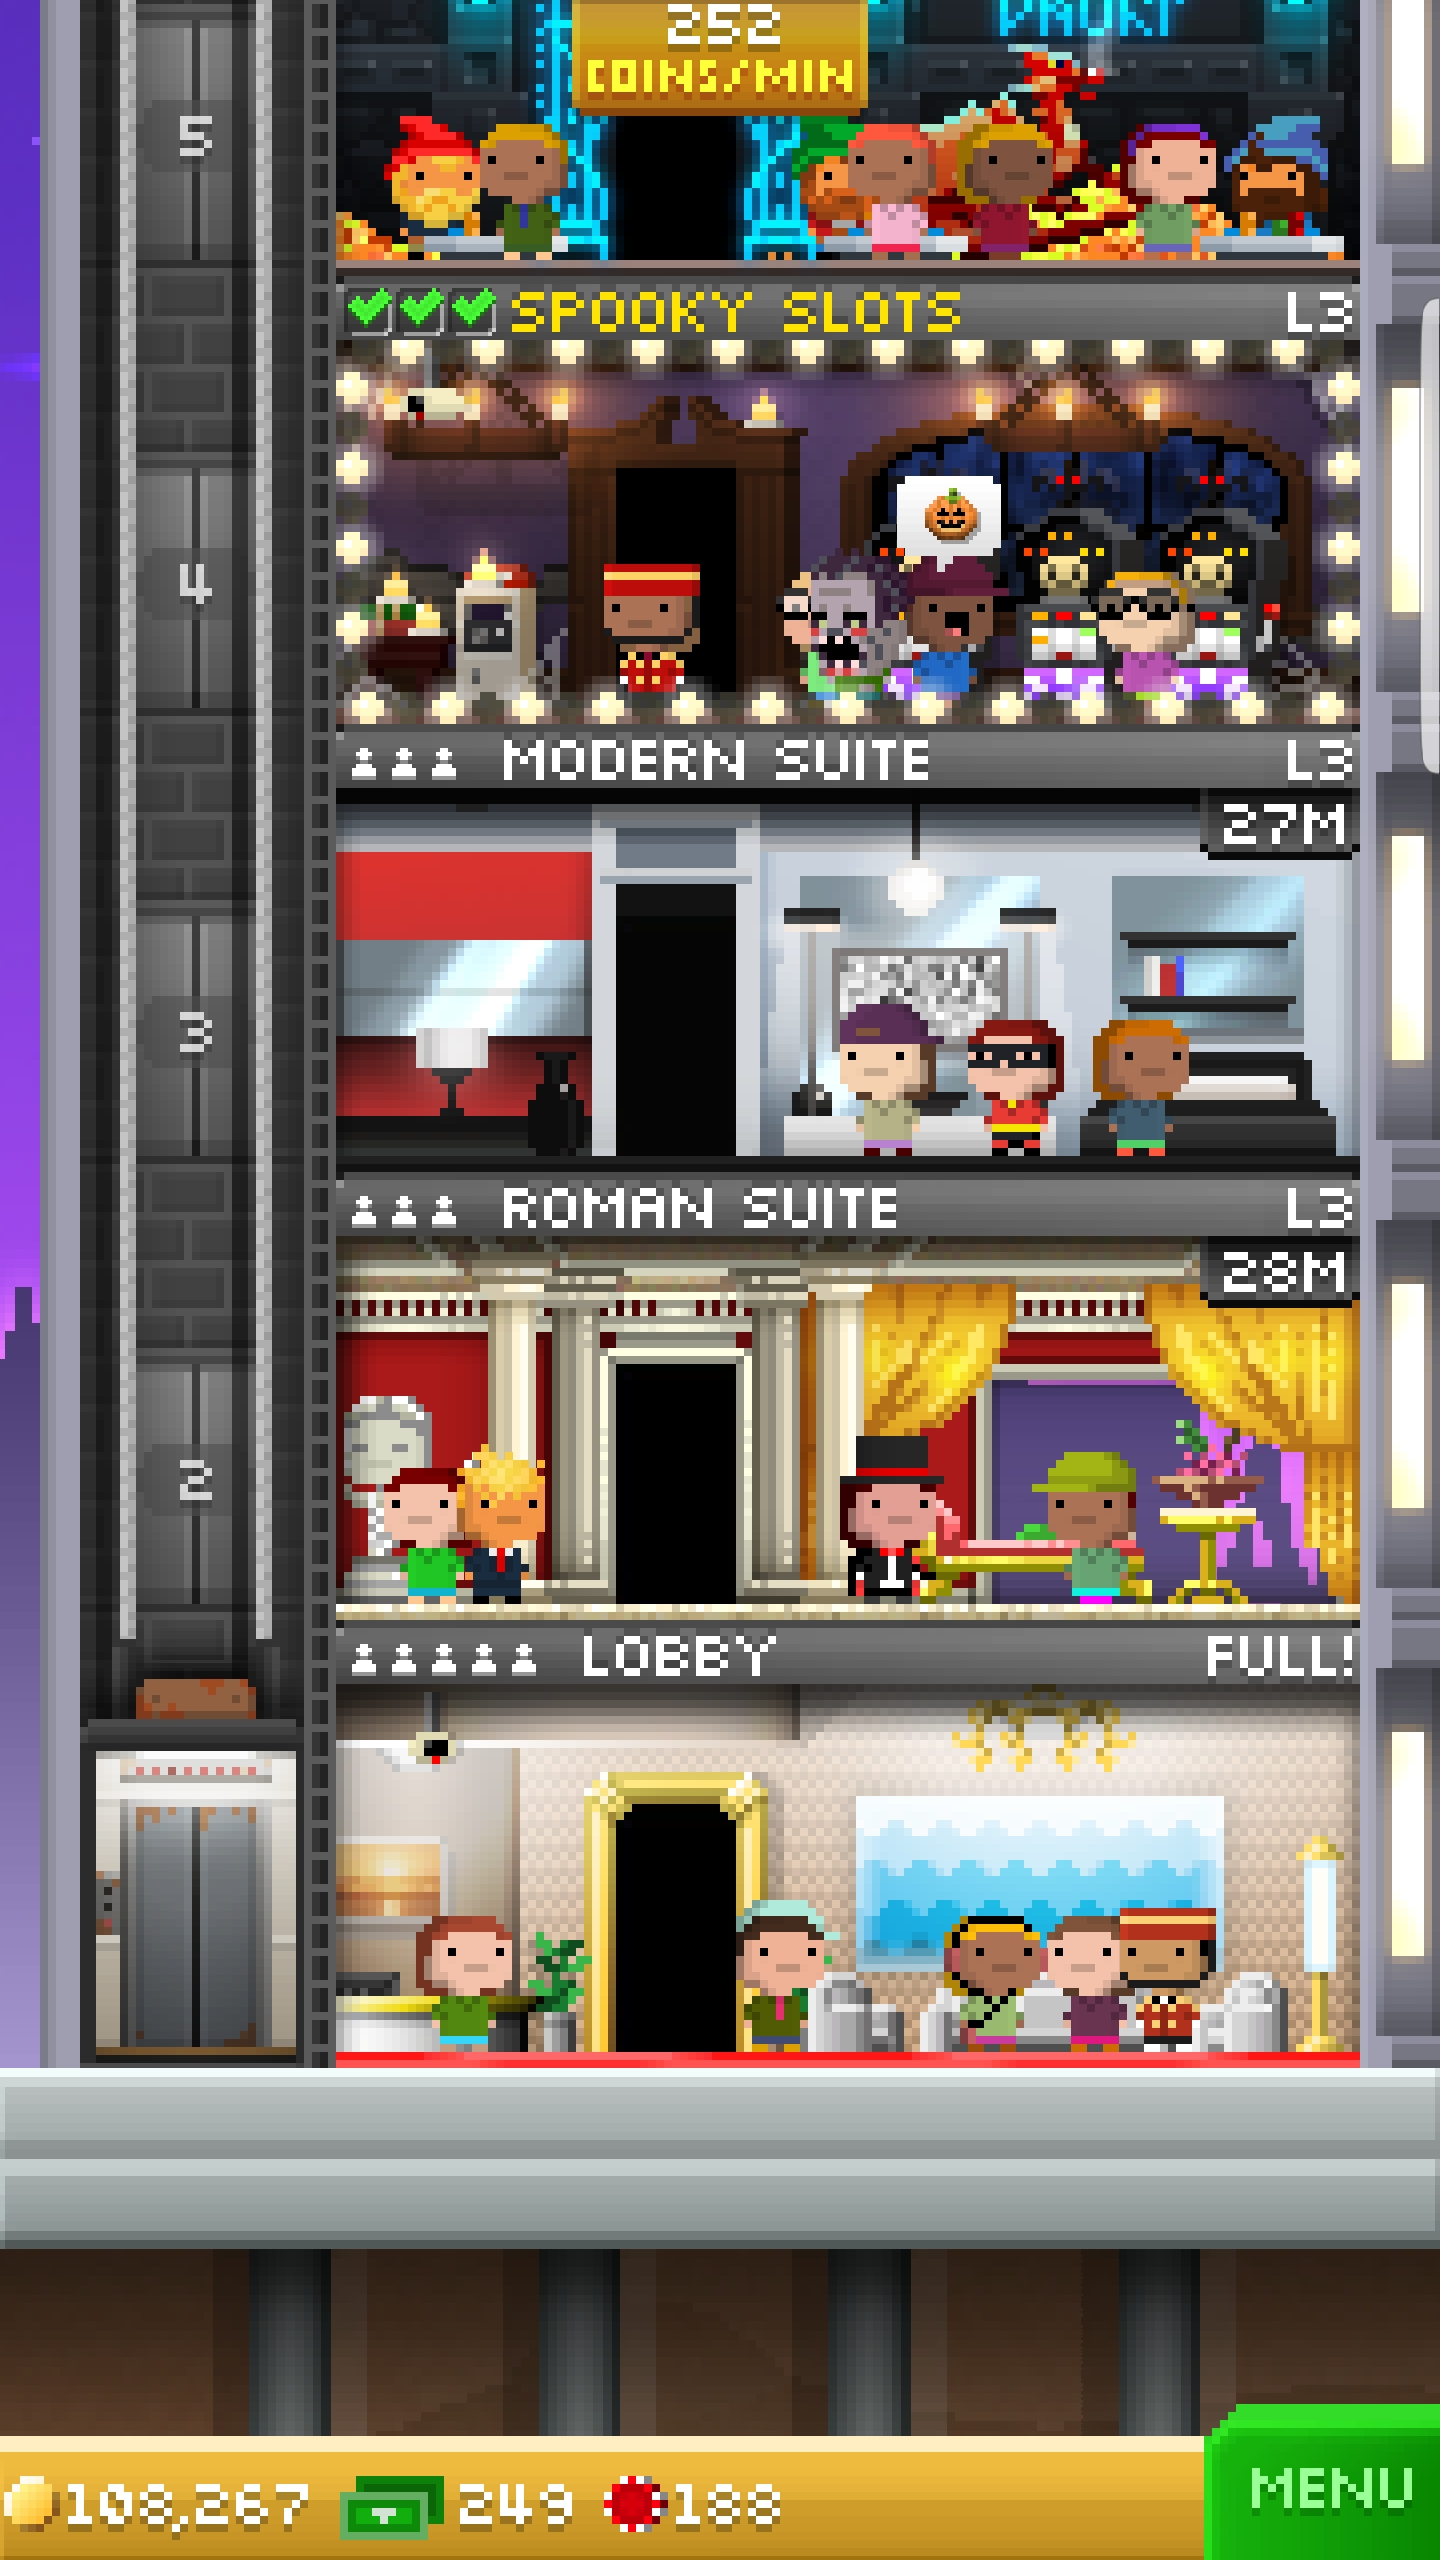 252
COINS/MIN
5
SPOOKY SLOTS L3
4
MODERN SUITE L3
27M
3
ROMAN SUITE L3
28M
2
LOBBY FULL!
108,267 249 188
MENU